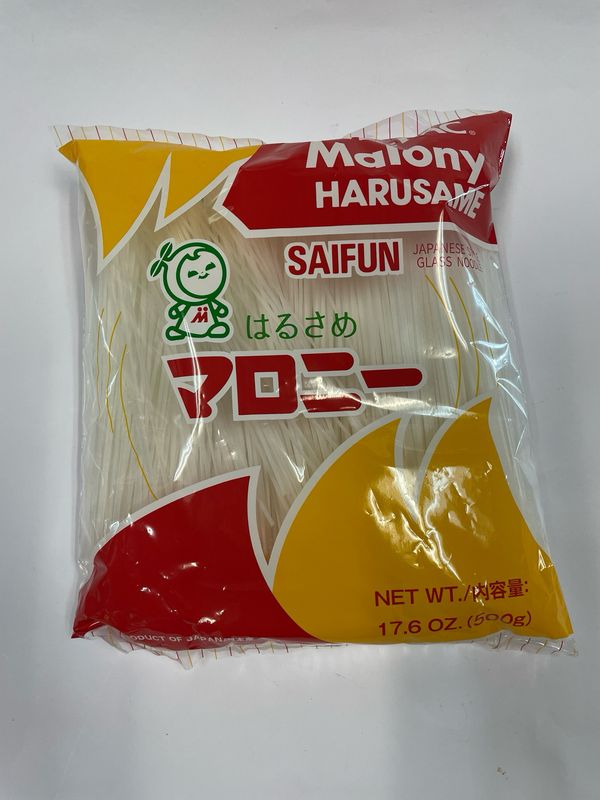 Malony
HARUSAME
SAIFUN
JAPANESE
GLASS NOODLE
M
はるさめ
マロニー
NET WT./内容量:
17.6 OZ.(500g)
PRODUCT OF JAPAN